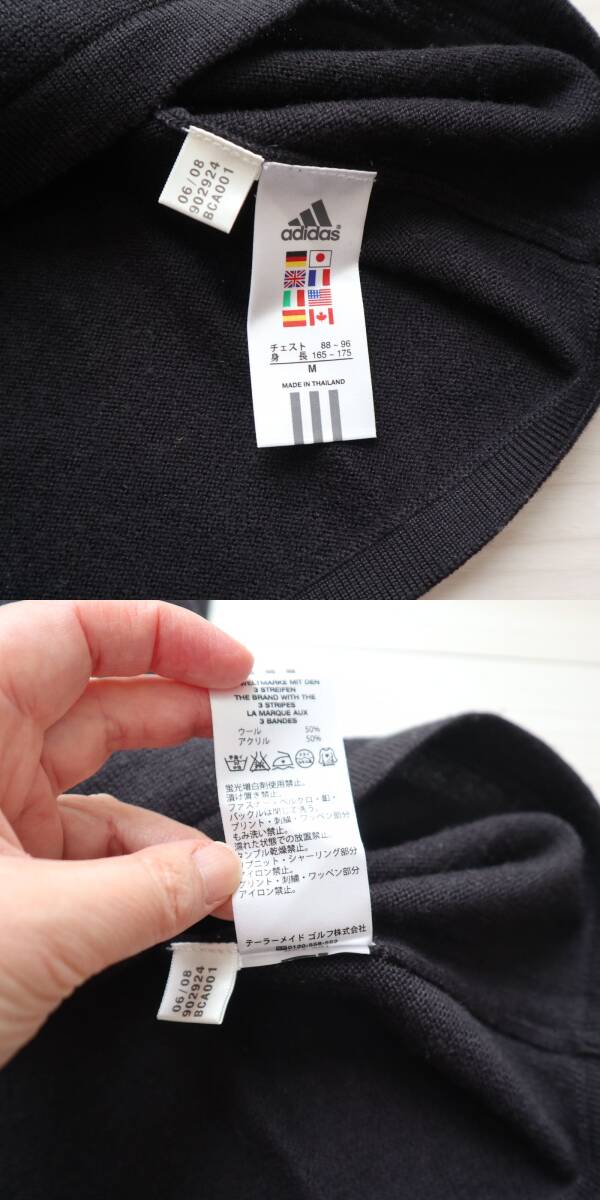 06/08
902924
BCA001
adidas®
チェスト 88-96
身 長 165-175
M
MADE IN THAILAND
WELTMARKE MIT DEN
3 STREIFEN
THE BRAND WITH THE
3 STRIPES
LA MARQUE AUX
3 BANDES
ウール 50%
アクリル 50%
蛍光増白剤使用禁止。
漬け置き禁止。
ファスナー・ベルクロ・釦・
バックルは閉じて洗う。
プリント・刺繍・ワッペン部分
もみ洗い禁止。
濡れた状態での放置禁止。
タンブル乾燥禁止。
リブニット・シャーリング部分
アイロン禁止。
プリント・刺繍・ワッペン部分
アイロン禁止。
テーラーメイド ゴルフ株式会社
06/08
902924
BCA001